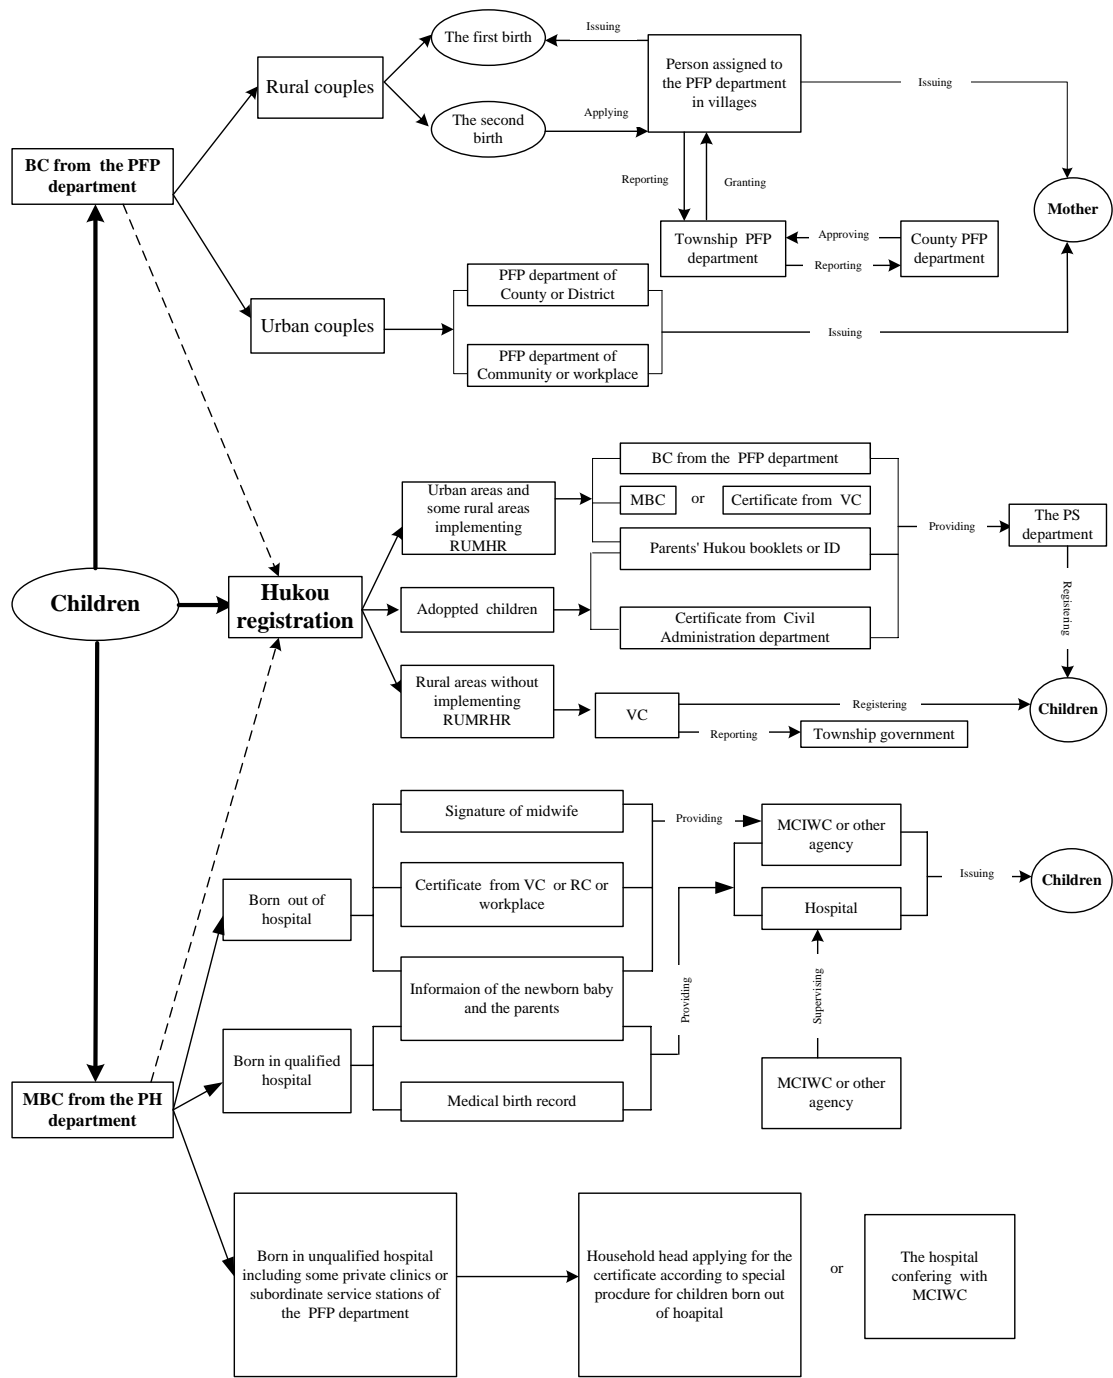 The first birth
Issuing
Rural couples
Person assigned to
the PFP department
in villages
Issuing
The second
birth
Applying
BC from the PFP
department
Reporting
Granting
Mother
Township PFP
department
Approving
Reporting
County PFP
department
PFP department of
County or District
Urban couples
Issuing
PFP department of
Community or workplace
Urban areas and
some rural areas
implementing
RUMHR
BC from the PFP department
MBC
or
Certificate from VC
Parents' Hukou booklets or ID
Providing
The PS
department
Children
Hukou
registration
Adoppted children
Certificate from Civil
Administration department
Registering
Rural areas without
implementing
RUMRHR
VC
Registering
Reporting
Township government
Children
Signature of midwife
Providing
MCIWC or other
agency
Born out of
hospital
Certificate from VC or RC or
workplace
Hospital
Issuing
Children
Informaion of the newborn baby
and the parents
Providing
Supervising
Born in qualified
hospital
Medical birth record
MCIWC or other
agency
MBC from the PH
department
Born in unqualified hospital
including some private clinics or
subordinate service stations of
the PFP department
Household head applying for the
certificate according to special
procdure for children born out
of hoapital
or
The hospital
confering with
MCIWC